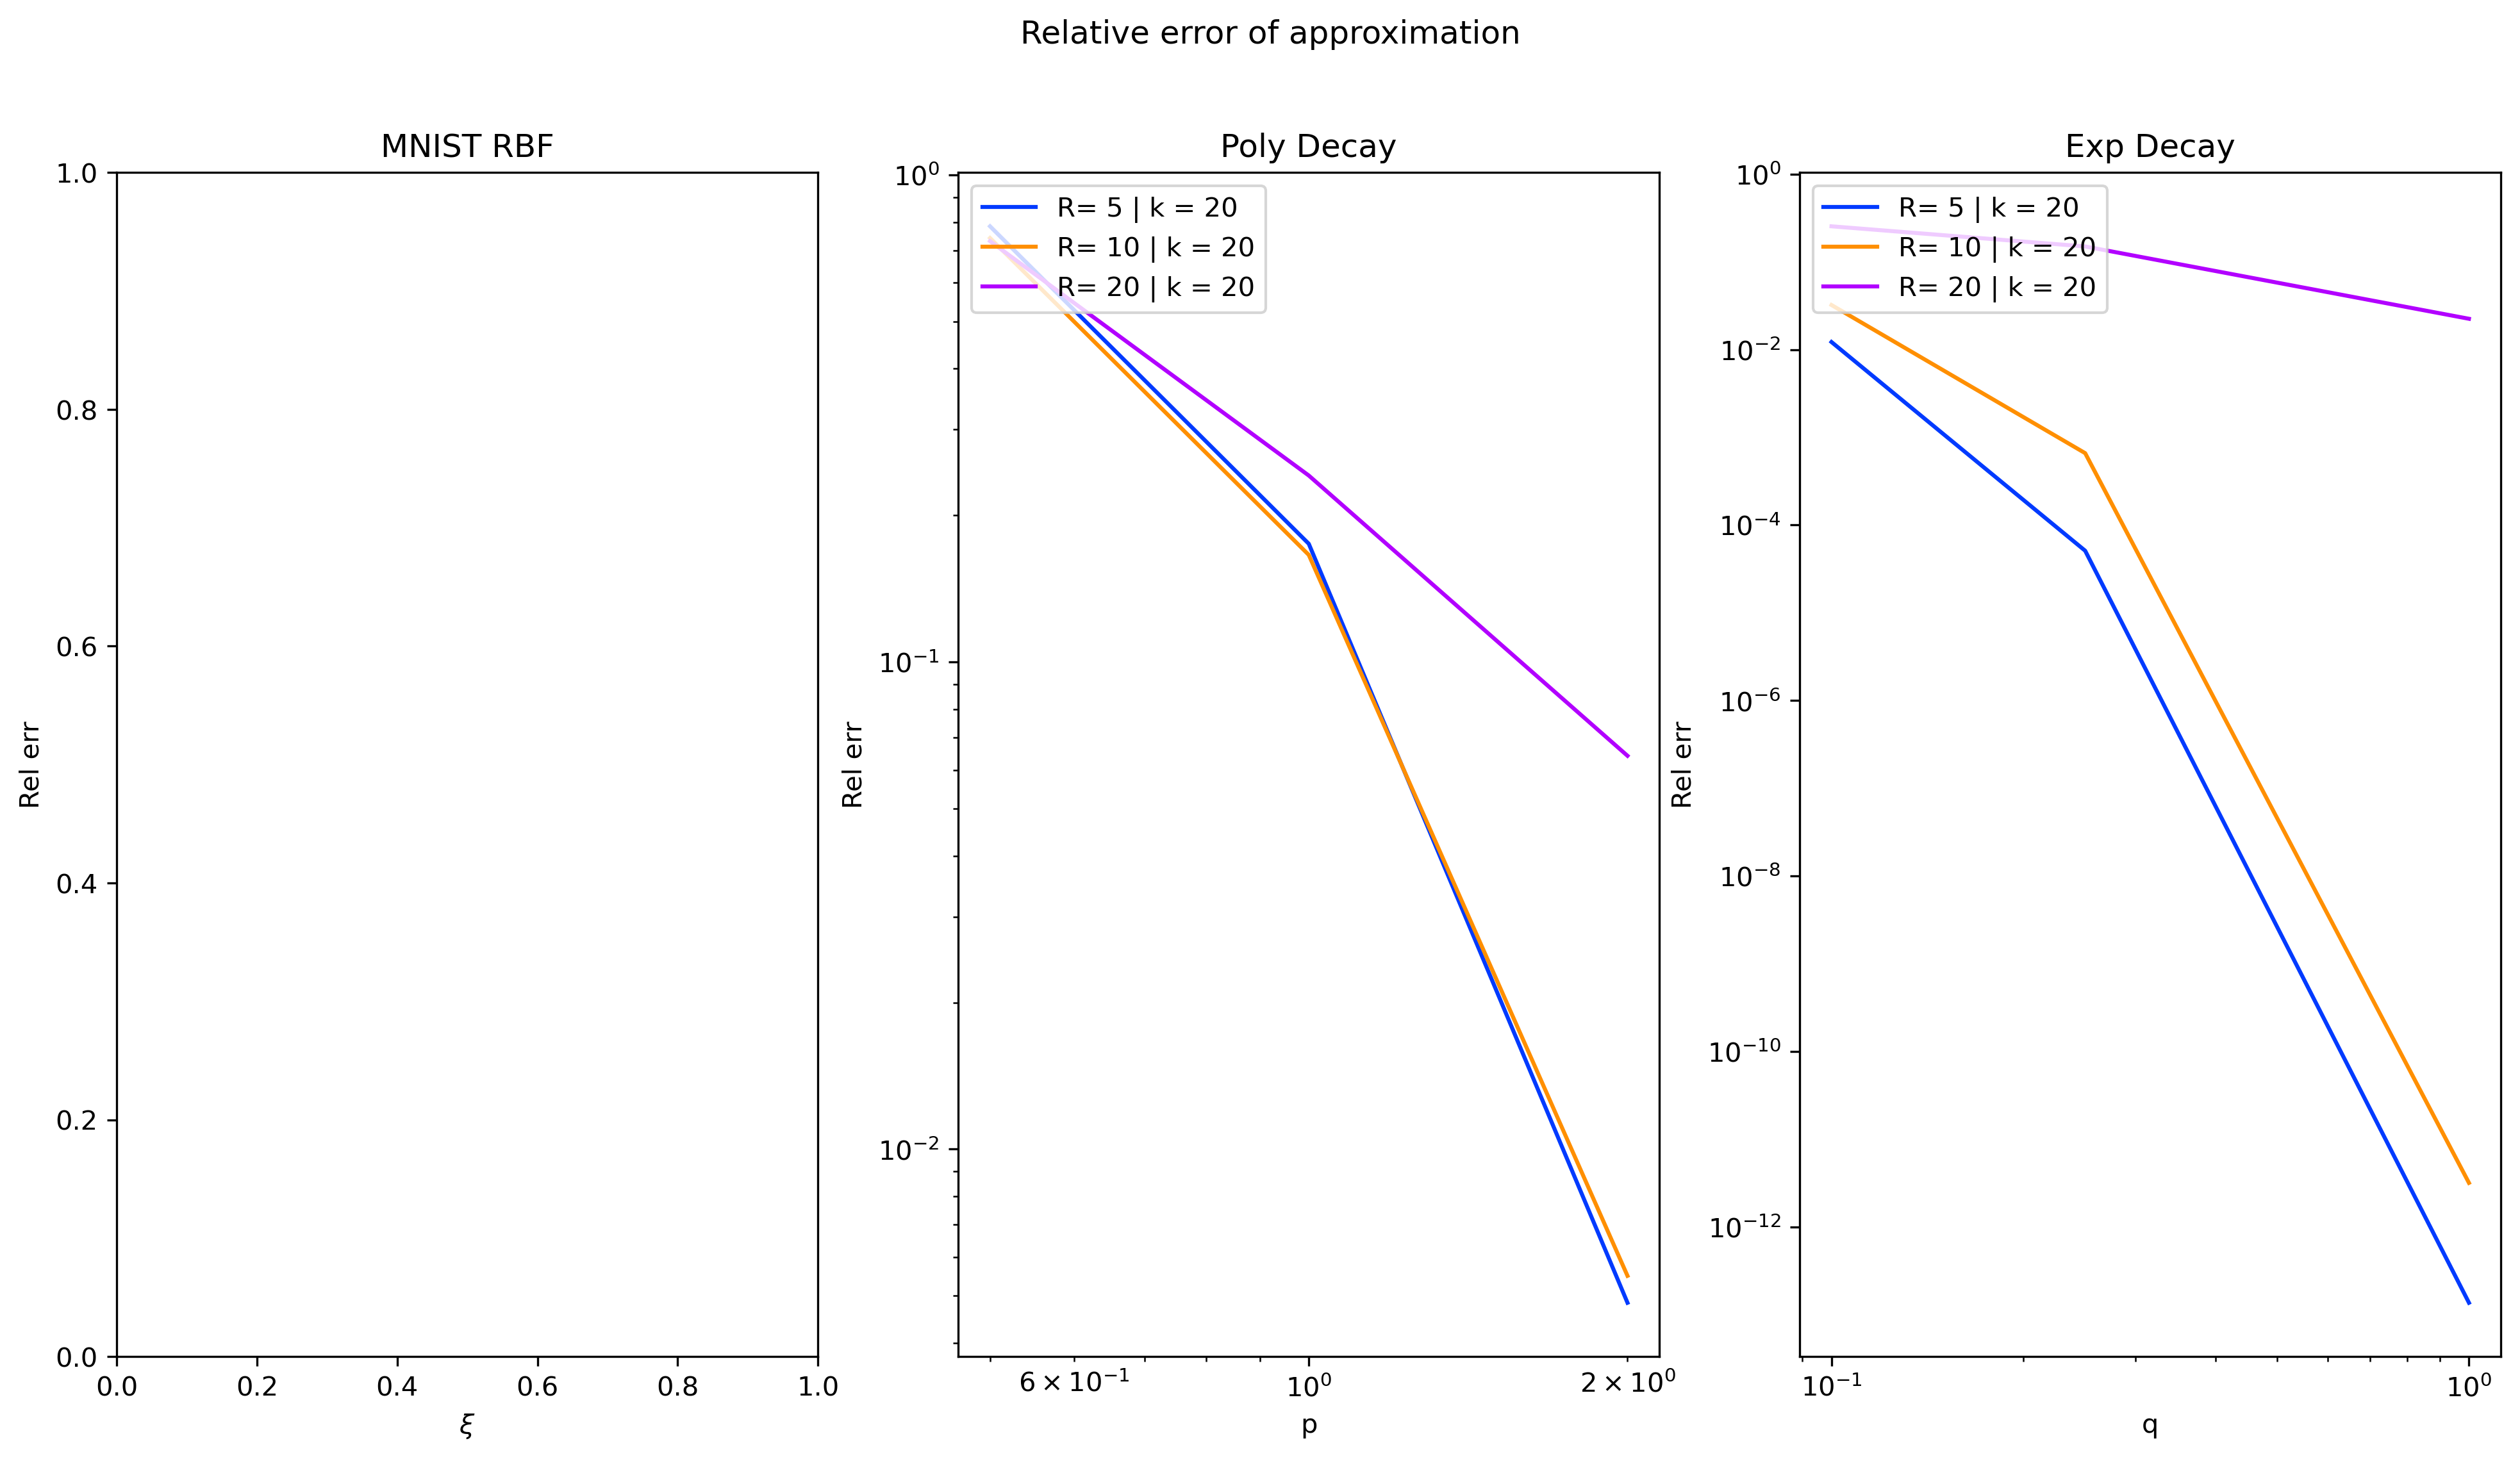 Relative error of approximation
MNIST RBF
Rel err
1.0
0.8
0.6
0.4
0.2
0.0
0.0 0.2 0.4 0.6 0.8 1.0
ξ
Poly Decay
Rel err
10⁰
10⁻¹
10⁻²
R= 5 | k = 20
R= 10 | k = 20
R= 20 | k = 20
6 × 10⁻¹ 10⁰ 2 × 10⁰
p
Exp Decay
Rel err
10⁰
10⁻²
10⁻⁴
10⁻⁶
10⁻⁸
10⁻¹⁰
10⁻¹²
R= 5 | k = 20
R= 10 | k = 20
R= 20 | k = 20
10⁻¹ 10⁰
q